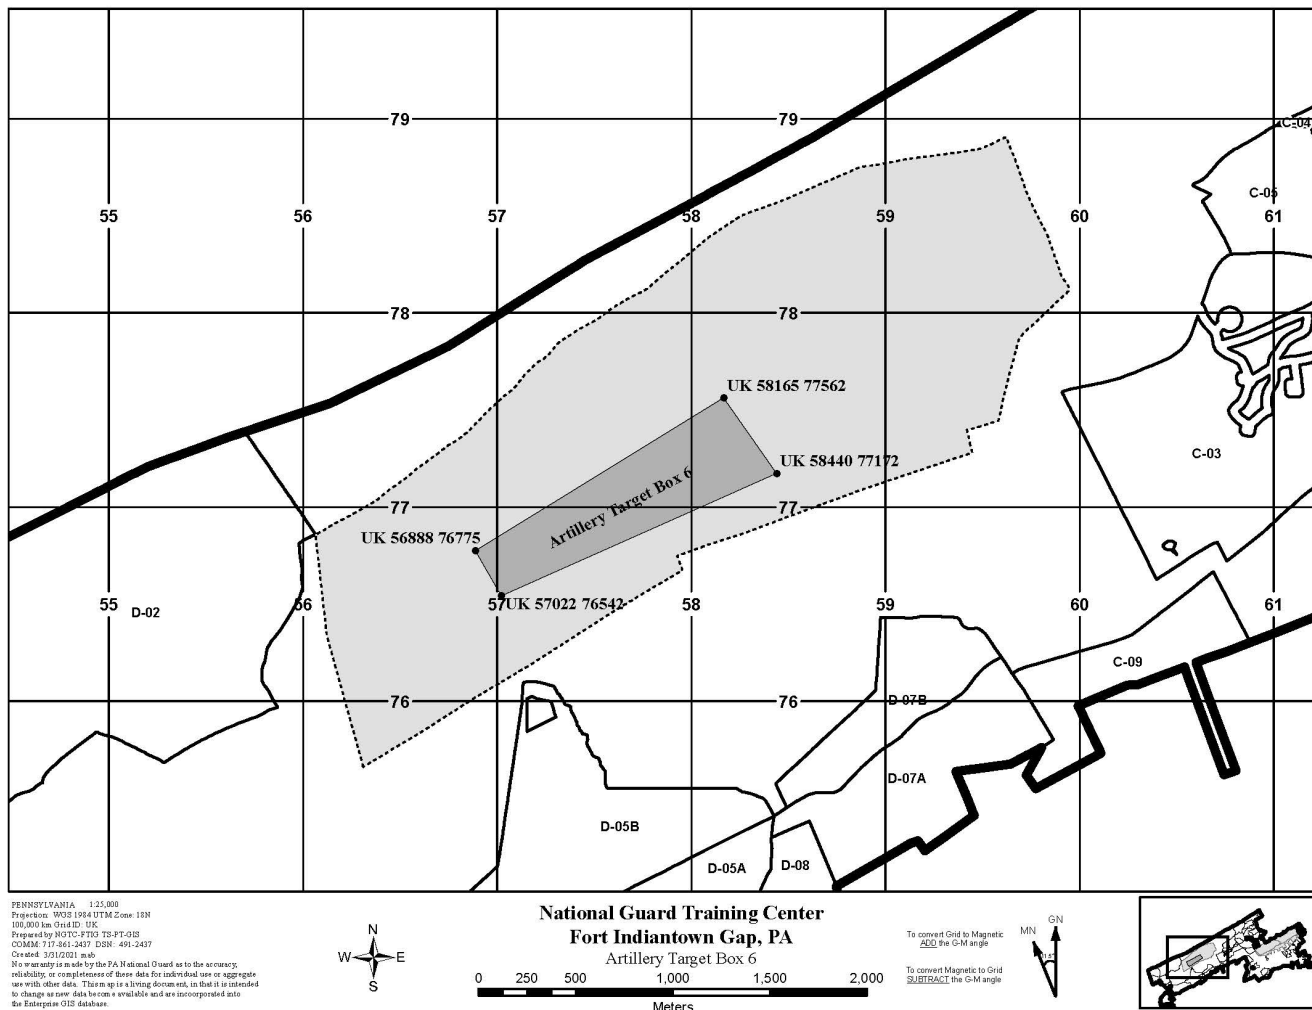 79 79
C-04
C-05
55 56 57 58 59 60 61
78 78
UK 58165 77562
UK 58440 77172
C-03
Artillery Target Box 6
77 77
UK 56888 76775
UK 57022 76542
55 56 57 58 59 60 61
D-02
C-09
76 76
D-07B
D-07A
D-05B
D-05A
D-08
PENNSYLVANIA 1:25,000
Projection: WGS 1984 UTM Zone: 18N
100,000 km Grid ID: UK
Prepared by NGTC-FTIG TS-PT-GIS
COMM: 717-861-2437 DSN: 491-2437
Created: 3/31/2021 mab
No warranty is made by the PA National Guard as to the accuracy,
reliability, or completeness of these data for individual use or aggregate
use with other data. This map is a living document, in that it is intended
to change as new data become available and are incoorporated into
the Enterprise GIS database.
N
W E
S
National Guard Training Center
Fort Indiantown Gap, PA
Artillery Target Box 6
0 250 500 1,000 1,500 2,000
Meters
To convert Grid to Magnetic
ADD the G-M angle
To convert Magnetic to Grid
SUBTRACT the G-M angle
GN
MN